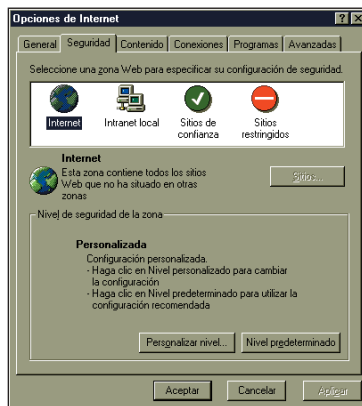 Opciones de Internet
General Seguridad Contenido Conexiones Programas Avanzadas
Seleccione una zona Web para especificar su configuración de seguridad.
Internet
Intranet local
Sitios de
confianza
Sitios
restringidos
Internet
Esta zona contiene todos los sitios
Web que no ha situado en otras
zonas
Sitios...
Nivel de seguridad de la zona
Personalizada
Configuración personalizada.
- Haga clic en Nivel personalizado para cambiar
la configuración
- Haga clic en Nivel predeterminado para utilizar la
configuración recomendada
Personalizar nivel... Nivel predeterminado
Aceptar Cancelar Aplicar